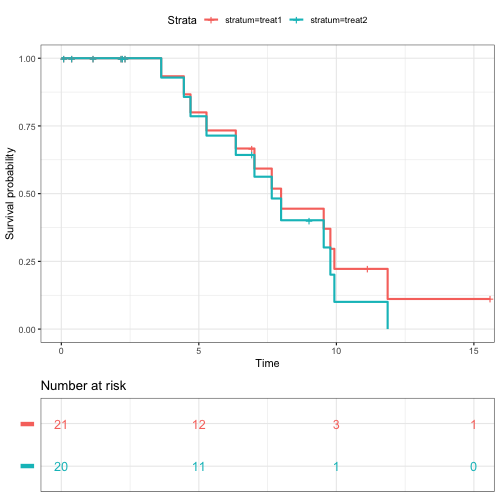 Strata stratum=treat1 stratum=treat2
Survival probability
1.00
0.75
0.50
0.25
0.00
0 5 10 15
Time
Number at risk
21 12 3 1
20 11 1 0